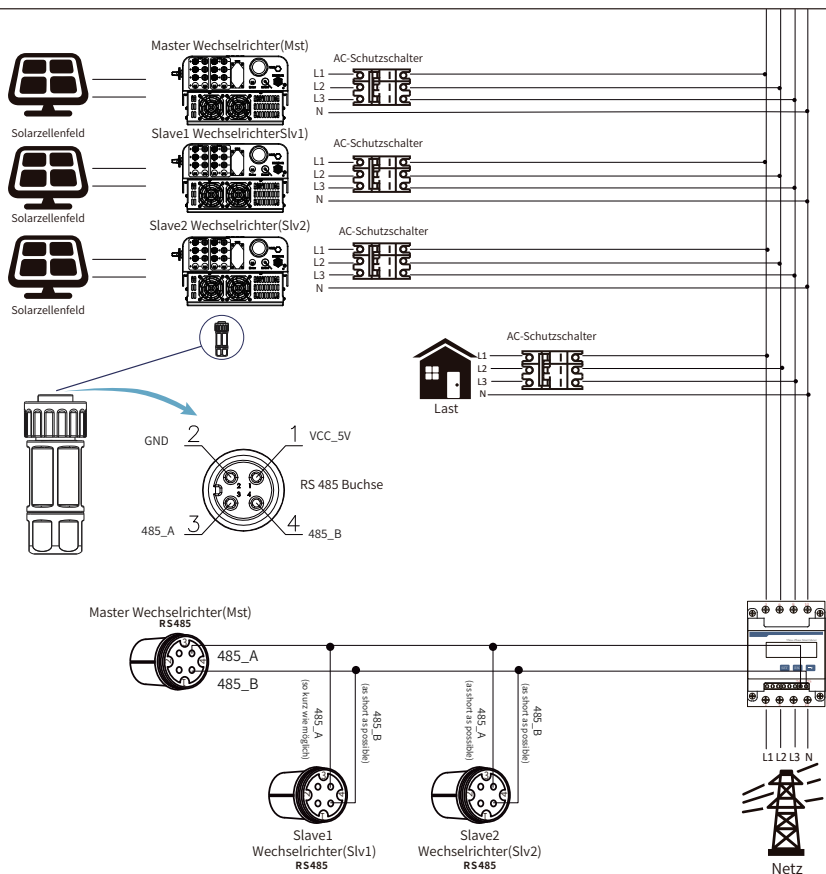 Master Wechselrichter(Mst)
AC-Schutzschalter
L1
L2
L3
N
Solarzellenfeld
Slave1 WechselrichterSlv1)
AC-Schutzschalter
L1
L2
L3
N
Solarzellenfeld
Slave2 Wechselrichter(Slv2)
AC-Schutzschalter
L1
L2
L3
N
Solarzellenfeld
AC-Schutzschalter
L1
L2
L3
N
Last
GND
2
1
VCC_5V
2 1
3 4
RS 485 Buchse
485_A
3
4
485_B
Master Wechselrichter(Mst)
RS485
485_A
485_B
485_A
(so kurz wie möglich)
485_B
(as short as possible)
485_A
(as short as possible)
485_B
(as short as possible)
Slave1
Wechselrichter(Slv1)
RS485
Slave2
Wechselrichter(Slv2)
RS485
L1 L2 L3 N
Netz